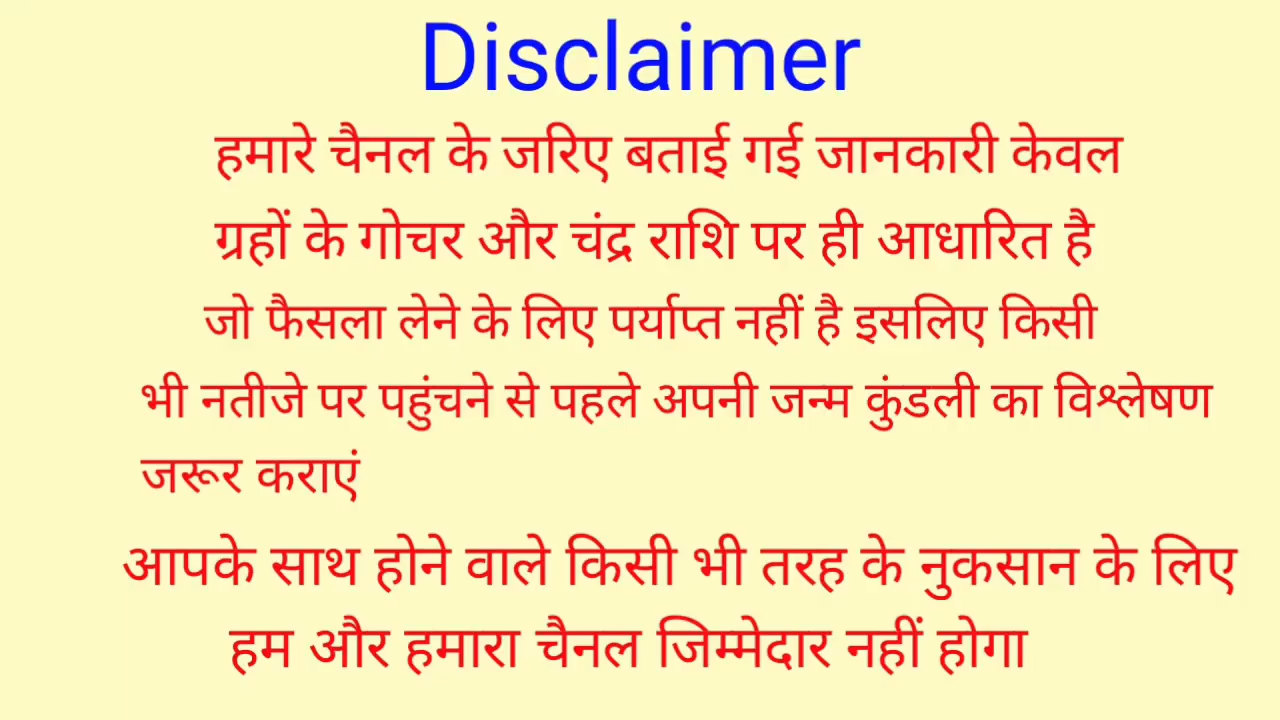 Disclaimer
हमारे चैनल के जरिए बताई गई जानकारी केवल
ग्रहों के गोचर और चंद्र राशि पर ही आधारित है
जो फैसला लेने के लिए पर्याप्त नहीं है इसलिए किसी
भी नतीजे पर पहुंचने से पहले अपनी जन्म कुंडली का विश्लेषण
जरूर कराएं
आपके साथ होने वाले किसी भी तरह के नुकसान के लिए
हम और हमारा चैनल जिम्मेदार नहीं होगा